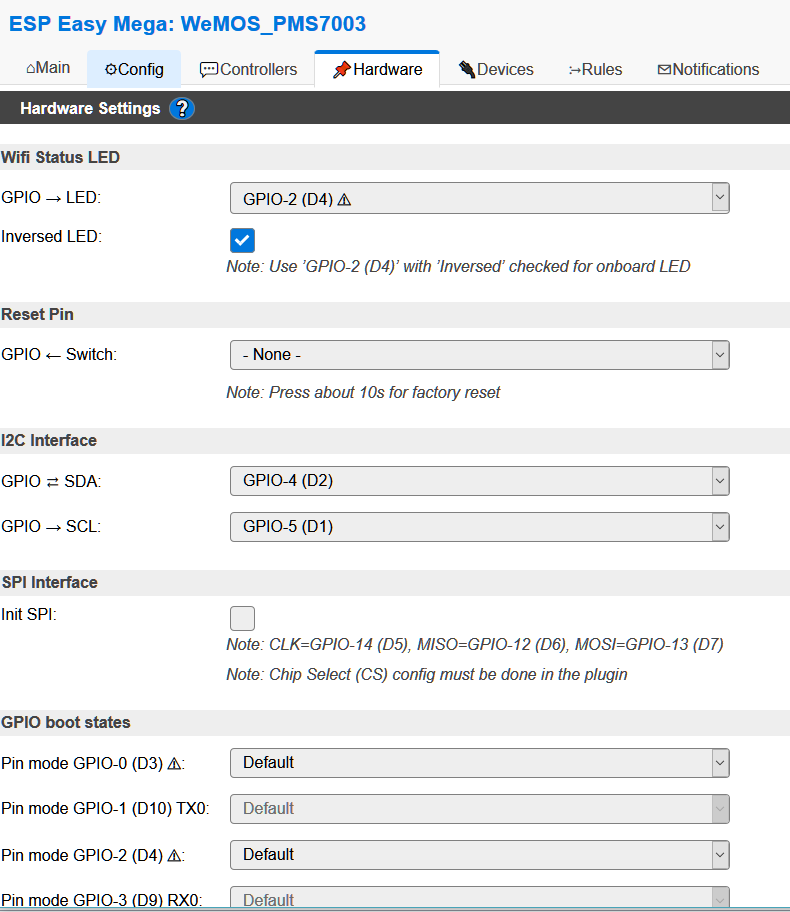 ESP Easy Mega: WeMOS_PMS7003
⌂Main ⚙Config 💬Controllers 📌Hardware 🔌Devices Rules ✉Notifications
Hardware Settings ?
Wifi Status LED
GPIO → LED: GPIO-2 (D4) ⚠
Inversed LED:
Note: Use ’GPIO-2 (D4)’ with ’Inversed’ checked for onboard LED
Reset Pin
GPIO ← Switch: - None -
Note: Press about 10s for factory reset
I2C Interface
GPIO ⇄ SDA: GPIO-4 (D2)
GPIO → SCL: GPIO-5 (D1)
SPI Interface
Init SPI:
Note: CLK=GPIO-14 (D5), MISO=GPIO-12 (D6), MOSI=GPIO-13 (D7)
Note: Chip Select (CS) config must be done in the plugin
GPIO boot states
Pin mode GPIO-0 (D3) ⚠: Default
Pin mode GPIO-1 (D10) TX0: Default
Pin mode GPIO-2 (D4) ⚠: Default
Pin mode GPIO-3 (D9) RX0: Default